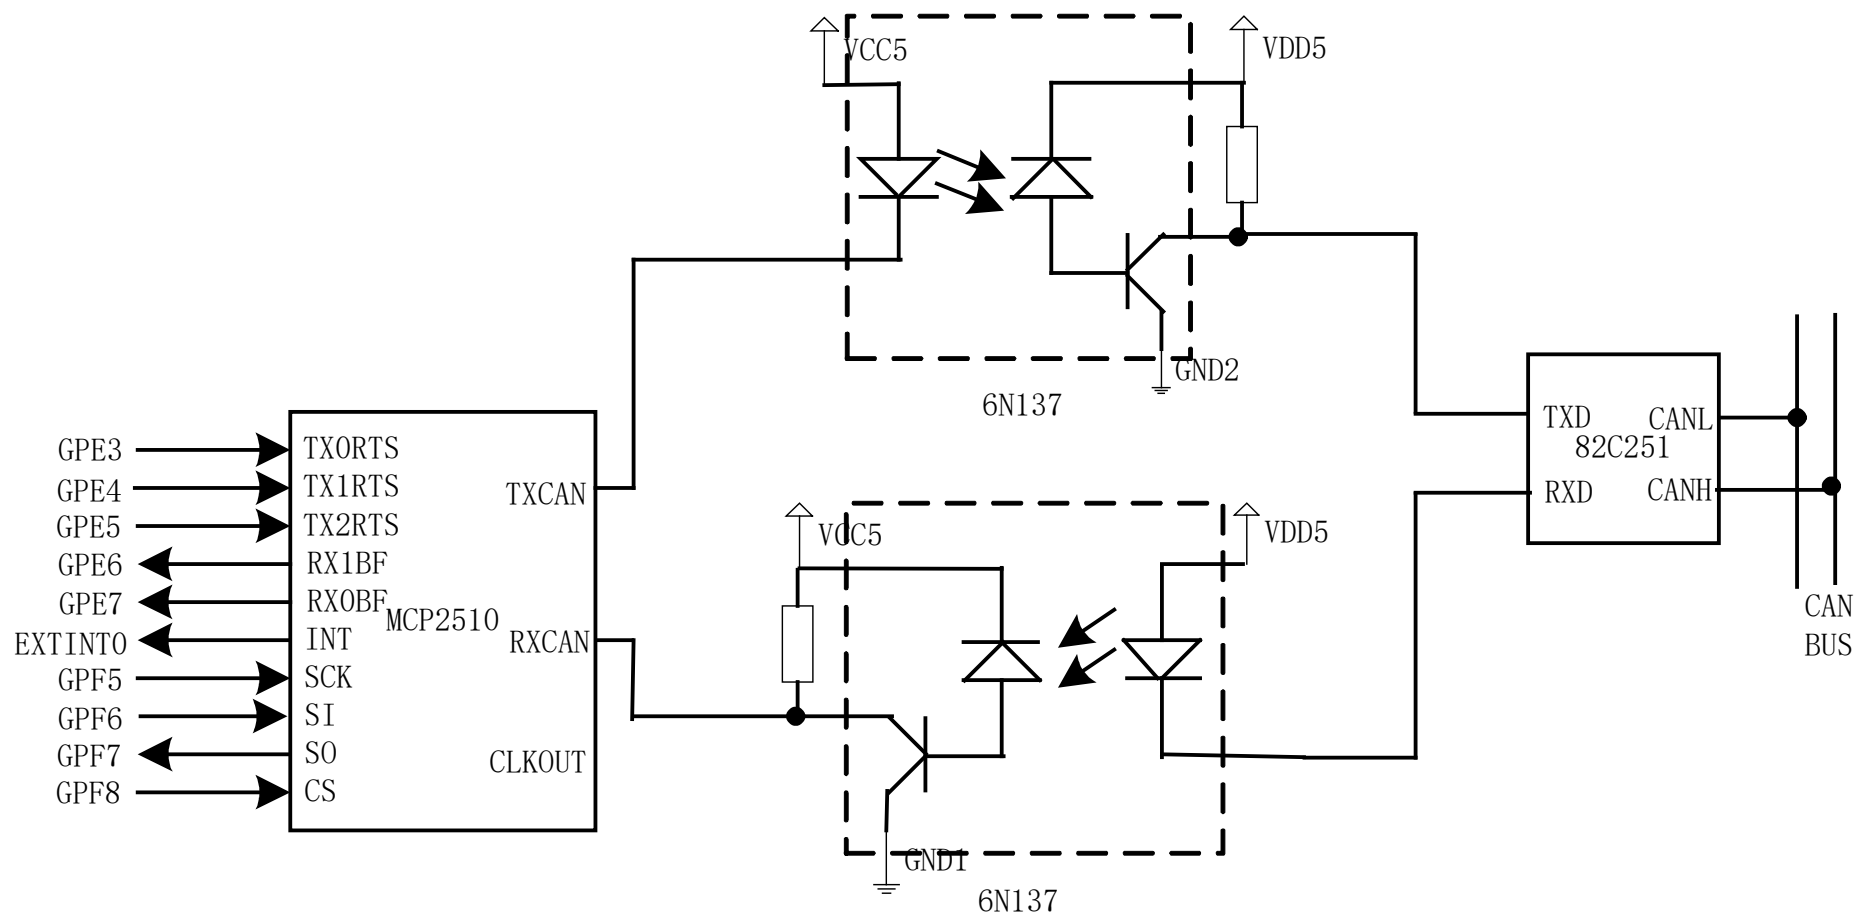 VCC5
VDD5
GND2
6N137
GPE3
GPE4
GPE5
GPE6
GPE7
EXTINT0
GPF5
GPF6
GPF7
GPF8
TX0RTS
TX1RTS
TX2RTS
RX1BF
RX0BF
INT
SCK
SI
SO
CS
MCP2510
TXCAN
RXCAN
CLKOUT
VCC5
VDD5
GND1
6N137
TXD
CANL
82C251
RXD
CANH
CAN
BUS